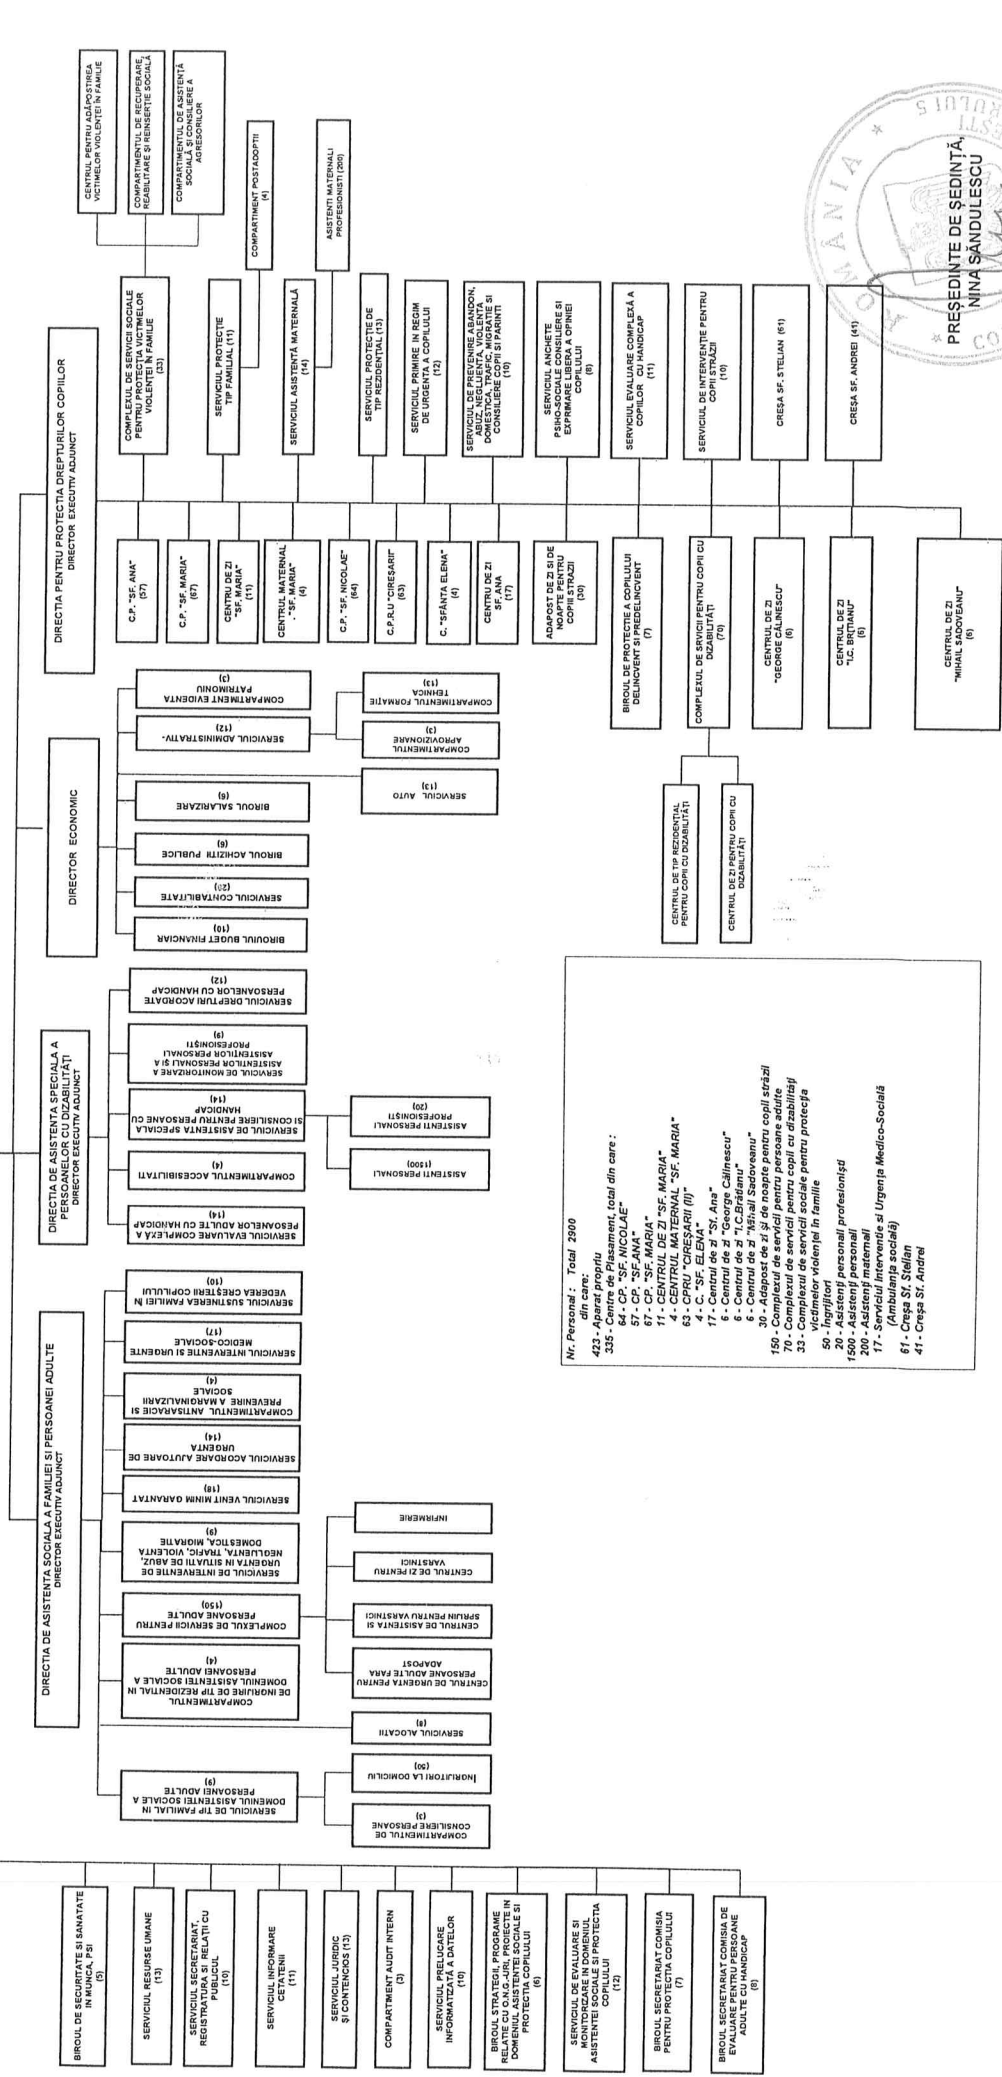 DIRECTIA DE ASISTENTA SOCIALA A FAMILIEI SI PERSOANEI ADULTE
DIRECTOR EXECUTIV ADJUNCT
DIRECTIA DE ASISTENTA SPECIALA A
PERSOANELOR CU DIZABILITĂȚI
DIRECTOR EXECUTIV ADJUNCT
DIRECTOR ECONOMIC
DIRECTIA PENTRU PROTECTIA DREPTURILOR COPIILOR
DIRECTOR EXECUTIV ADJUNCT
BIROUL DE SECURITATE SI SANATATE
IN MUNCA, PSI
(5)
SERVICIUL RESURSE UMANE
(13)
SERVICIUL SECRETARIAT,
REGISTRATURA SI RELAȚII CU
PUBLICUL
(10)
SERVICIUL INFORMARE
CETATENII
(11)
SERVICIUL JURIDIC
ȘI CONTENCIOS (13)
COMPARTIMENT AUDIT INTERN
(3)
SERVICIUL PRELUCARE
INFORMATIZATĂ A DATELOR
(10)
BIROUL STRATEGII, PROGRAME
RELATIE CU O.N.G.-URI, PROIECTE IN
DOMENIUL ASISTENTEI SOCIALE SI
PROTECTIA COPILULUI
(6)
SERVICIUL DE EVALUARE SI
MONITORIZARE IN DOMENIUL
ASISTENTEI SOCIALE SI PROTECTIA
COPILULUI
(12)
BIROUL SECRETARIAT COMISIA
PENTRU PROTECTIA COPILULUI
(7)
BIROUL SECRETARIAT COMISIA DE
EVALUARE PENTRU PERSOANE
ADULTE CU HANDICAP
(8)
SERVICIUL DE TIP FAMILIAL IN
DOMENIUL ASISTENTEI SOCIALE A
PERSOANEI ADULTE
(9)
COMPARTIMENTUL DE
CONSILIERE PERSOANE
(3)
ÎNGRIJITORI LA DOMICILIU
(50)
SERVICIUL ALOCATII
(8)
COMPARTIMENTUL
DE INGRIJIRE DE TIP REZIDENTIAL IN
DOMENIUL ASISTENTEI SOCIALE A
PERSOANEI ADULTE
(4)
COMPLEXUL DE SERVICII PENTRU
PERSOANE ADULTE
(150)
CENTRUL DE URGENTA PENTRU
PERSOANE ADULTE FARA
ADAPOST
CENTRUL DE ASISTENTA SI
SPRIJIN PENTRU VARSTNICI
CENTRUL DE ZI PENTRU
VARSTNICI
INFIRMERIE
SERVICIUL DE INTERVENTIE DE
URGENTA IN SITUATII DE ABUZ,
NEGLIJENTA, TRAFIC, VIOLENTA
DOMESTICA, MIGRATIE
(9)
SERVICIUL VENIT MINIM GARANTAT
(18)
SERVICIUL ACORDARE AJUTOARE DE
URGENTA
(14)
COMPARTIMENTUL ANTISARACIE SI
PREVENIRE A MARGINALIZARII
SOCIALE
(4)
SERVICIUL INTERVENTIE SI URGENTE
MEDICO-SOCIALE
(17)
SERVICIUL SUSTINEREA FAMILIEI ÎN
VEDEREA CREȘTERII COPILULUI
(10)
SERVICIUL EVALUARE COMPLEXĂ A
PESOANELOR ADULTE CU HANDICAP
(14)
COMPARTIMENTUL ACCESIBILITATI
(4)
SERVICIUL DE ASISTENTA SPECIALA
SI CONSILIERE PENTRU PERSOANE CU
HANDICAP
(14)
ASISTENTI PERSONALI
(1500)
ASISTENTI PERSONALI
PROFESIONIȘTI
(20)
SERVICIUL DE MONITORIZARE A
ASISTENTILOR PERSONALI ȘI A
ASISTENȚILOR PERSONALI
PROFESIONIȘTI
(9)
SERVICIUL DREPTURI ACORDATE
PERSOANELOR CU HANDICAP
(12)
BIROUIUL BUGET FINANCIAR
(10)
SERVICIUL CONTABILITATE
(20)
BIROUL ACHIZITII PUBLICE
(6)
BIROUL SALARIZARE
(6)
SERVICIUL AUTO
(13)
SERVICIUL ADMINISTRATIV-
(12)
COMPARTIMENTUL
APROVIZIONARE
(3)
COMPARTIMENTUL FORMAȚIE
TEHNICA
(13)
COMPARTIMENT EVIDENTA
PATRIMONIU
(3)
C.P. "SF. ANA"
(57)
C.P. "SF. MARIA"
(67)
CENTRU DE ZI
"SF. MARIA"
(11)
CENTRUL MATERNAL
"SF. MARIA"
(4)
C.P. "SF. NICOLAE"
(64)
C.P.R.U "CIREȘARII"
(63)
C. "SFÂNTA ELENA"
(4)
CENTRU DE ZI
SF. ANA
(17)
ADAPOST DE ZI SI DE
NOAPTE PENTRU
COPIII STRAZII
(30)
BIROUL DE PROTECTIE A COPILULUI
DELINCVENT SI PREDELINCVENT
(7)
COMPLEXUL DE SRVICII PENTRU COPII CU
DIZABILITĂȚI
(70)
CENTRUL DE TIP REZIDENȚIAL
PENTRU COPII CU DIZABILITĂȚI
CENTRUL DE ZI PENTRU COPII CU
DIZABILITĂȚI
CENTRUL DE ZI
"GEORGE CĂLINESCU"
(6)
CENTRUL DE ZI
"I.C. BRITIANU"
(6)
CENTRUL DE ZI
"MIHAIL SADOVEANU"
(6)
COMPLEXUL DE SERVICII SOCIALE
PENTRU PROTECTIA VICTIMELOR
VIOLENȚEI ÎN FAMILIE
(33)
CENTRUL PENTRU ADĂPOSTIREA
VICTIMELOR VIOLENȚEI ÎN FAMILIE
COMPARTIMENTUL DE RECUPERARE,
REABILITARE ȘI REINSERȚIE SOCIALĂ
COMPARTIMENTUL DE ASISTENȚĂ
SOCIALĂ ȘI CONSILIERE A
AGRESORILOR
SERVICIUL PROTECȚIE
TIP FAMILIAL (11)
COMPARTIMENT POSTADOPTII
(4)
SERVICIUL ASISTENTĂ MATERNALĂ
(14)
ASISTENTI MATERNALI
PROFESIONISTI (200)
SERVICIUL PROTECTIE DE
TIP REZIDENȚIAL (13)
SERVICIUL PRIMIRE IN REGIM
DE URGENTA A COPILULUI
(12)
SERVICIUL DE PREVENIRE ABANDON,
ABUZ, NEGLIJENTA, VIOLENTA
DOMESTICA, TRAFIC, MIGRATIE SI
CONSILIERE COPII SI PARINTI
(10)
SERVICIUL ANCHETE
PSIHO-SOCIALE CONSILIERE SI
EXPRIMARE LIBERA A OPINIEI
COPILULUI
(8)
SERVICIUL EVALUARE COMPLEXĂ A
COPIILOR CU HANDICAP
(11)
SERVICIUL DE INTERVENȚIE PENTRU
COPII STRĂZII
(10)
CREȘA SF. STELIAN (61)
CREȘA SF. ANDREI (41)
Nr. Personal : Total 2900
din care:
423 - Aparat propriu
335 - Centre de Plasament, total din care :
64 - CP. "SF. NICOLAE"
57 - CP. "SF.ANA"
67 - CP. "SF. MARIA"
11 - CENTRUL DE ZI "SF. MARIA"
4 - CENTRUL MATERNAL "SF. MARIA"
63 - CPRU "CIREȘARII (II)"
4 - C. "SF. ELENA"
17 - Centrul de zi "Sf. Ana"
6 - Centrul de zi "George Călinescu"
6 - Centrul de zi "I.C.Brătianu"
6 - Centrul de zi "Mihail Sadoveanu"
30 - Adapost de zi și de noapte pentru copii străzii
150 - Complexul de servicii pentru persoane adulte
70 - Complexul de servicii pentru copii cu dizabilități
33 - Complexul de servicii sociale pentru protecția
victimelor violenței în familie
50 - Îngrijitori
20 - Asistenți personali profesioniști
1500 - Asistenți personali
200 - Asistenți maternali
17 - Serviciul Interventie si Urgența Medico-Socială
(Ambulanța socială)
61 - Creșa Sf. Stelian
41 - Creșa Sf. Andrei
PREȘEDINTE DE ȘEDINȚĂ,
NINA SĂNDULESCU
ROMÂNIA